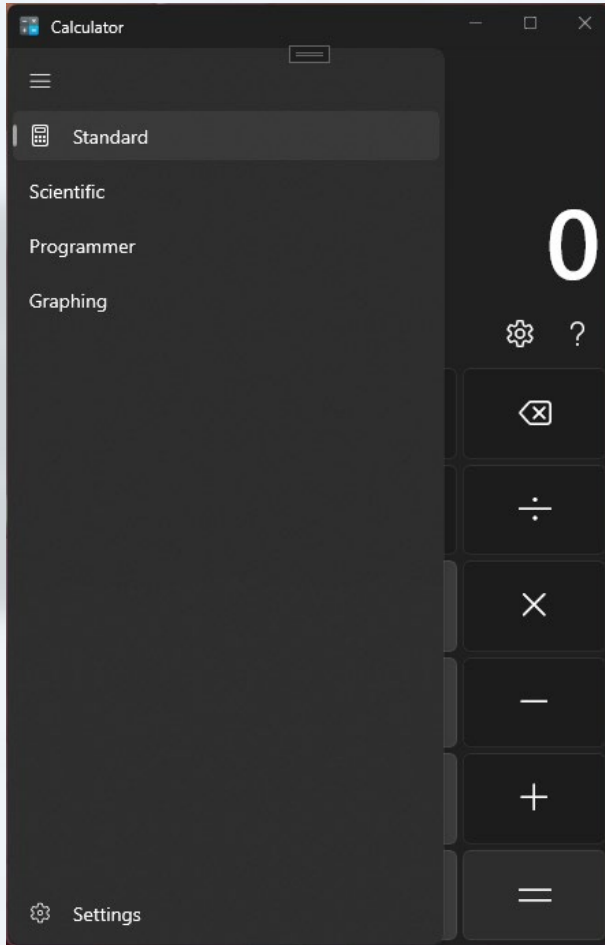 Calculator
Standard
Scientific
Programmer
Graphing
0
?
÷
×
−
+
=
Settings